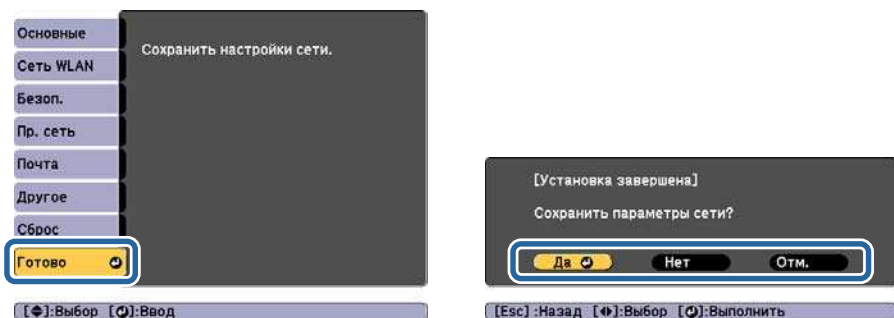 Основные
Сеть WLAN
Безоп.
Пр. сеть
Почта
Другое
Сброс
Готово
Сохранить настройки сети.
[ ]:Выбор [ ]:Ввод
[Установка завершена]
Сохранить параметры сети?
Да
Нет
Отм.
[Esc] :Назад [ ]:Выбор [ ]:Выполнить